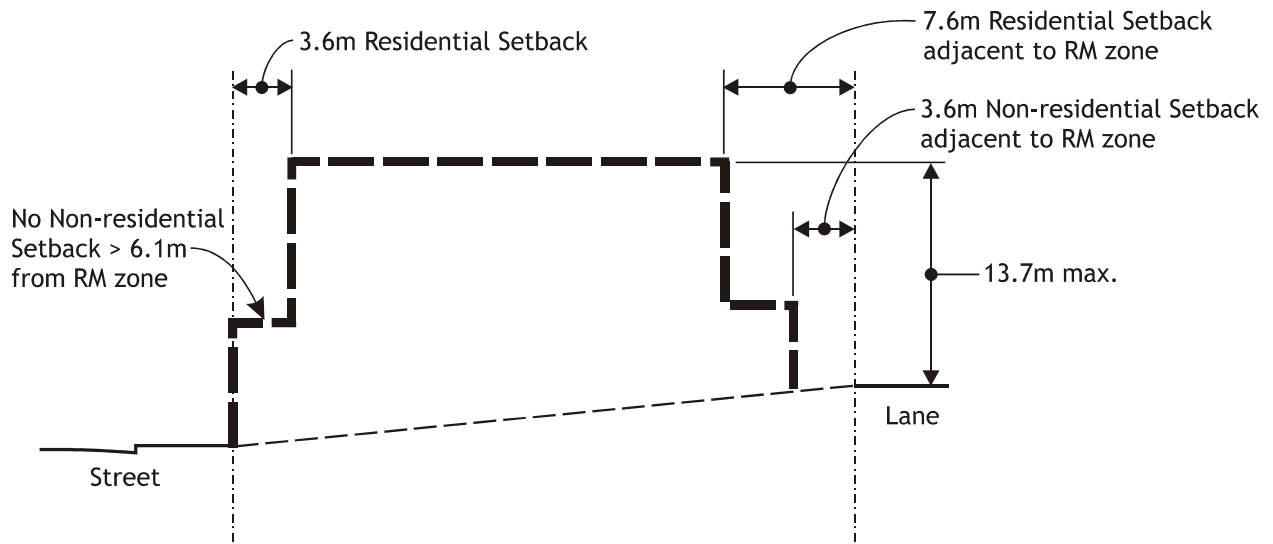 3.6m Residential Setback
7.6m Residential Setback
adjacent to RM zone
3.6m Non-residential Setback
adjacent to RM zone
No Non-residential
Setback > 6.1m
from RM zone
13.7m max.
Lane
Street